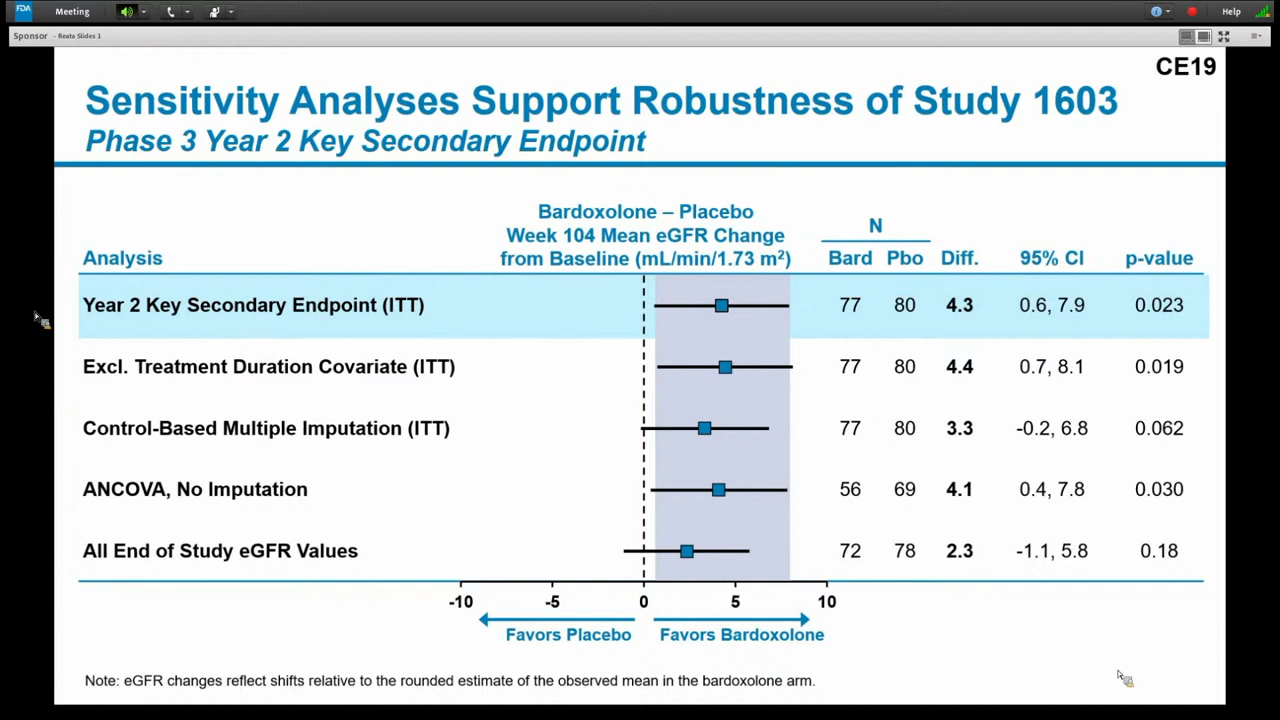 FDA
Meeting
Help
Sponsor - Reata Slides 1
CE19
Sensitivity Analyses Support Robustness of Study 1603
Phase 3 Year 2 Key Secondary Endpoint
Bardoxolone – Placebo
Week 104 Mean eGFR Change
from Baseline (mL/min/1.73 m²)
N
Analysis Bard Pbo Diff. 95% CI p-value
Year 2 Key Secondary Endpoint (ITT) 77 80 4.3 0.6, 7.9 0.023
Excl. Treatment Duration Covariate (ITT) 77 80 4.4 0.7, 8.1 0.019
Control-Based Multiple Imputation (ITT) 77 80 3.3 -0.2, 6.8 0.062
ANCOVA, No Imputation 56 69 4.1 0.4, 7.8 0.030
All End of Study eGFR Values 72 78 2.3 -1.1, 5.8 0.18
-10 -5 0 5 10
Favors Placebo Favors Bardoxolone
Note: eGFR changes reflect shifts relative to the rounded estimate of the observed mean in the bardoxolone arm.